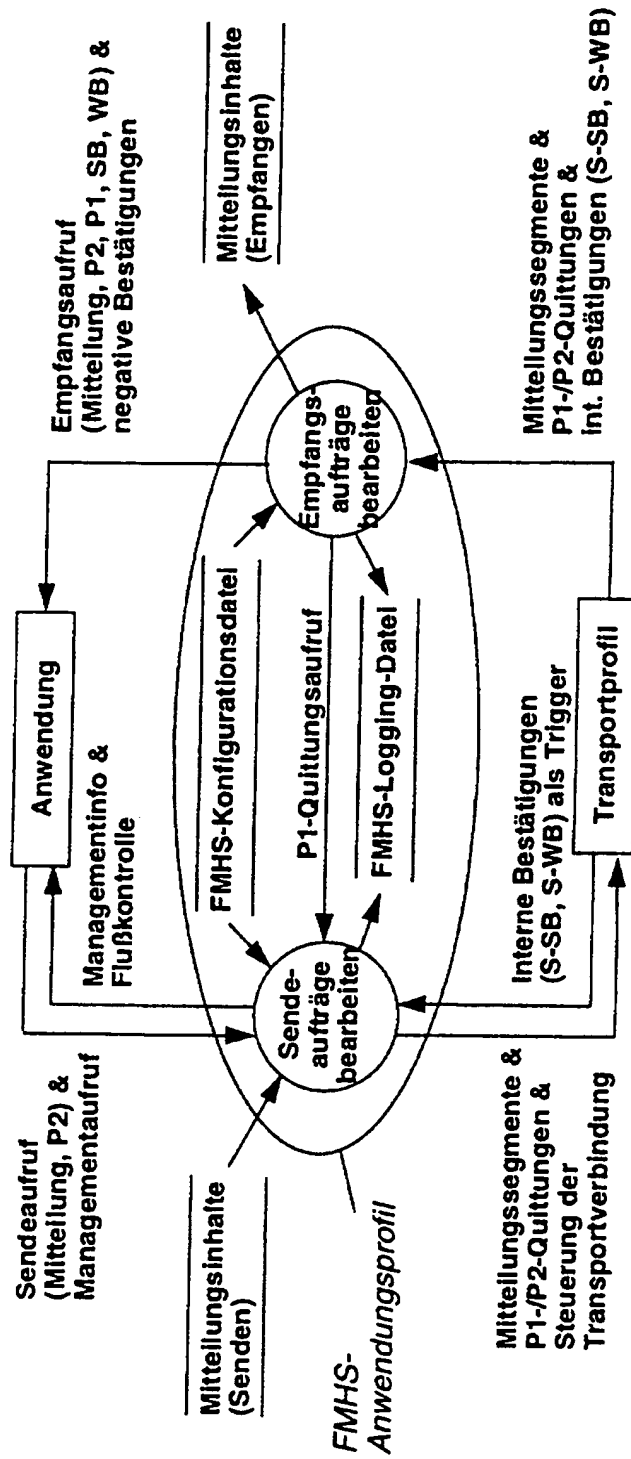 Sendeaufruf
(Mitteilung, P2) &
Managementaufruf
Managementinfo &
Flußkontrolle
Anwendung
Empfangsaufruf
(Mitteilung, P2, P1, SB, WB) &
negative Bestätigungen
Mitteilungsinhalte
(Senden)
FMHS-Konfigurationsdatei
Mitteilungsinhalte
(Empfangen)
Sende-
aufträge
bearbeiten
P1-Quittungsaufruf
Empfangs-
aufträge
bearbeiten
FMHS-Logging-Datei
FMHS-
Anwendungsprofil
Mitteilungssegmente &
P1-/P2-Quittungen &
Steuerung der
Transportverbindung
Interne Bestätigungen
(S-SB, S-WB) als Trigger
Transportprofil
Mitteilungssegmente &
P1-/P2-Quittungen &
Int. Bestätigungen (S-SB, S-WB)